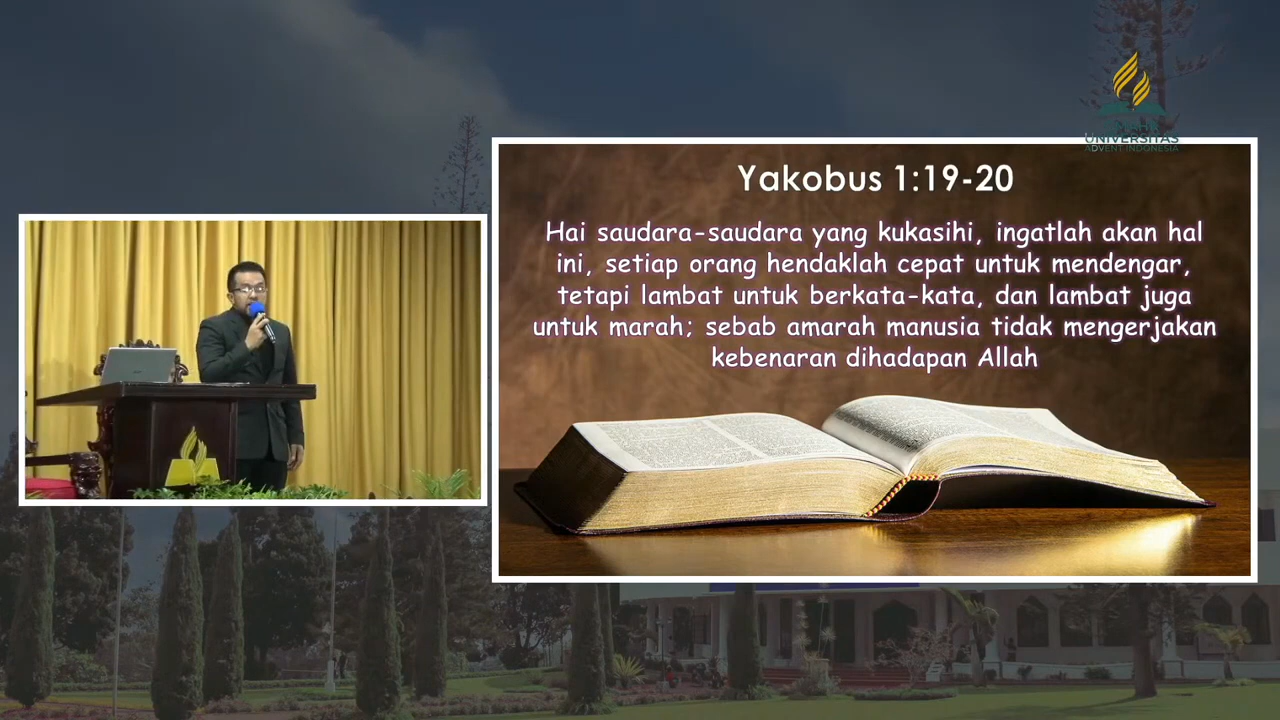 UNIVERSITAS
ADVENT INDONESIA
Yakobus 1:19-20
Hai saudara-saudara yang kukasihi, ingatlah akan hal
ini, setiap orang hendaklah cepat untuk mendengar,
tetapi lambat untuk berkata-kata, dan lambat juga
untuk marah; sebab amarah manusia tidak mengerjakan
kebenaran dihadapan Allah